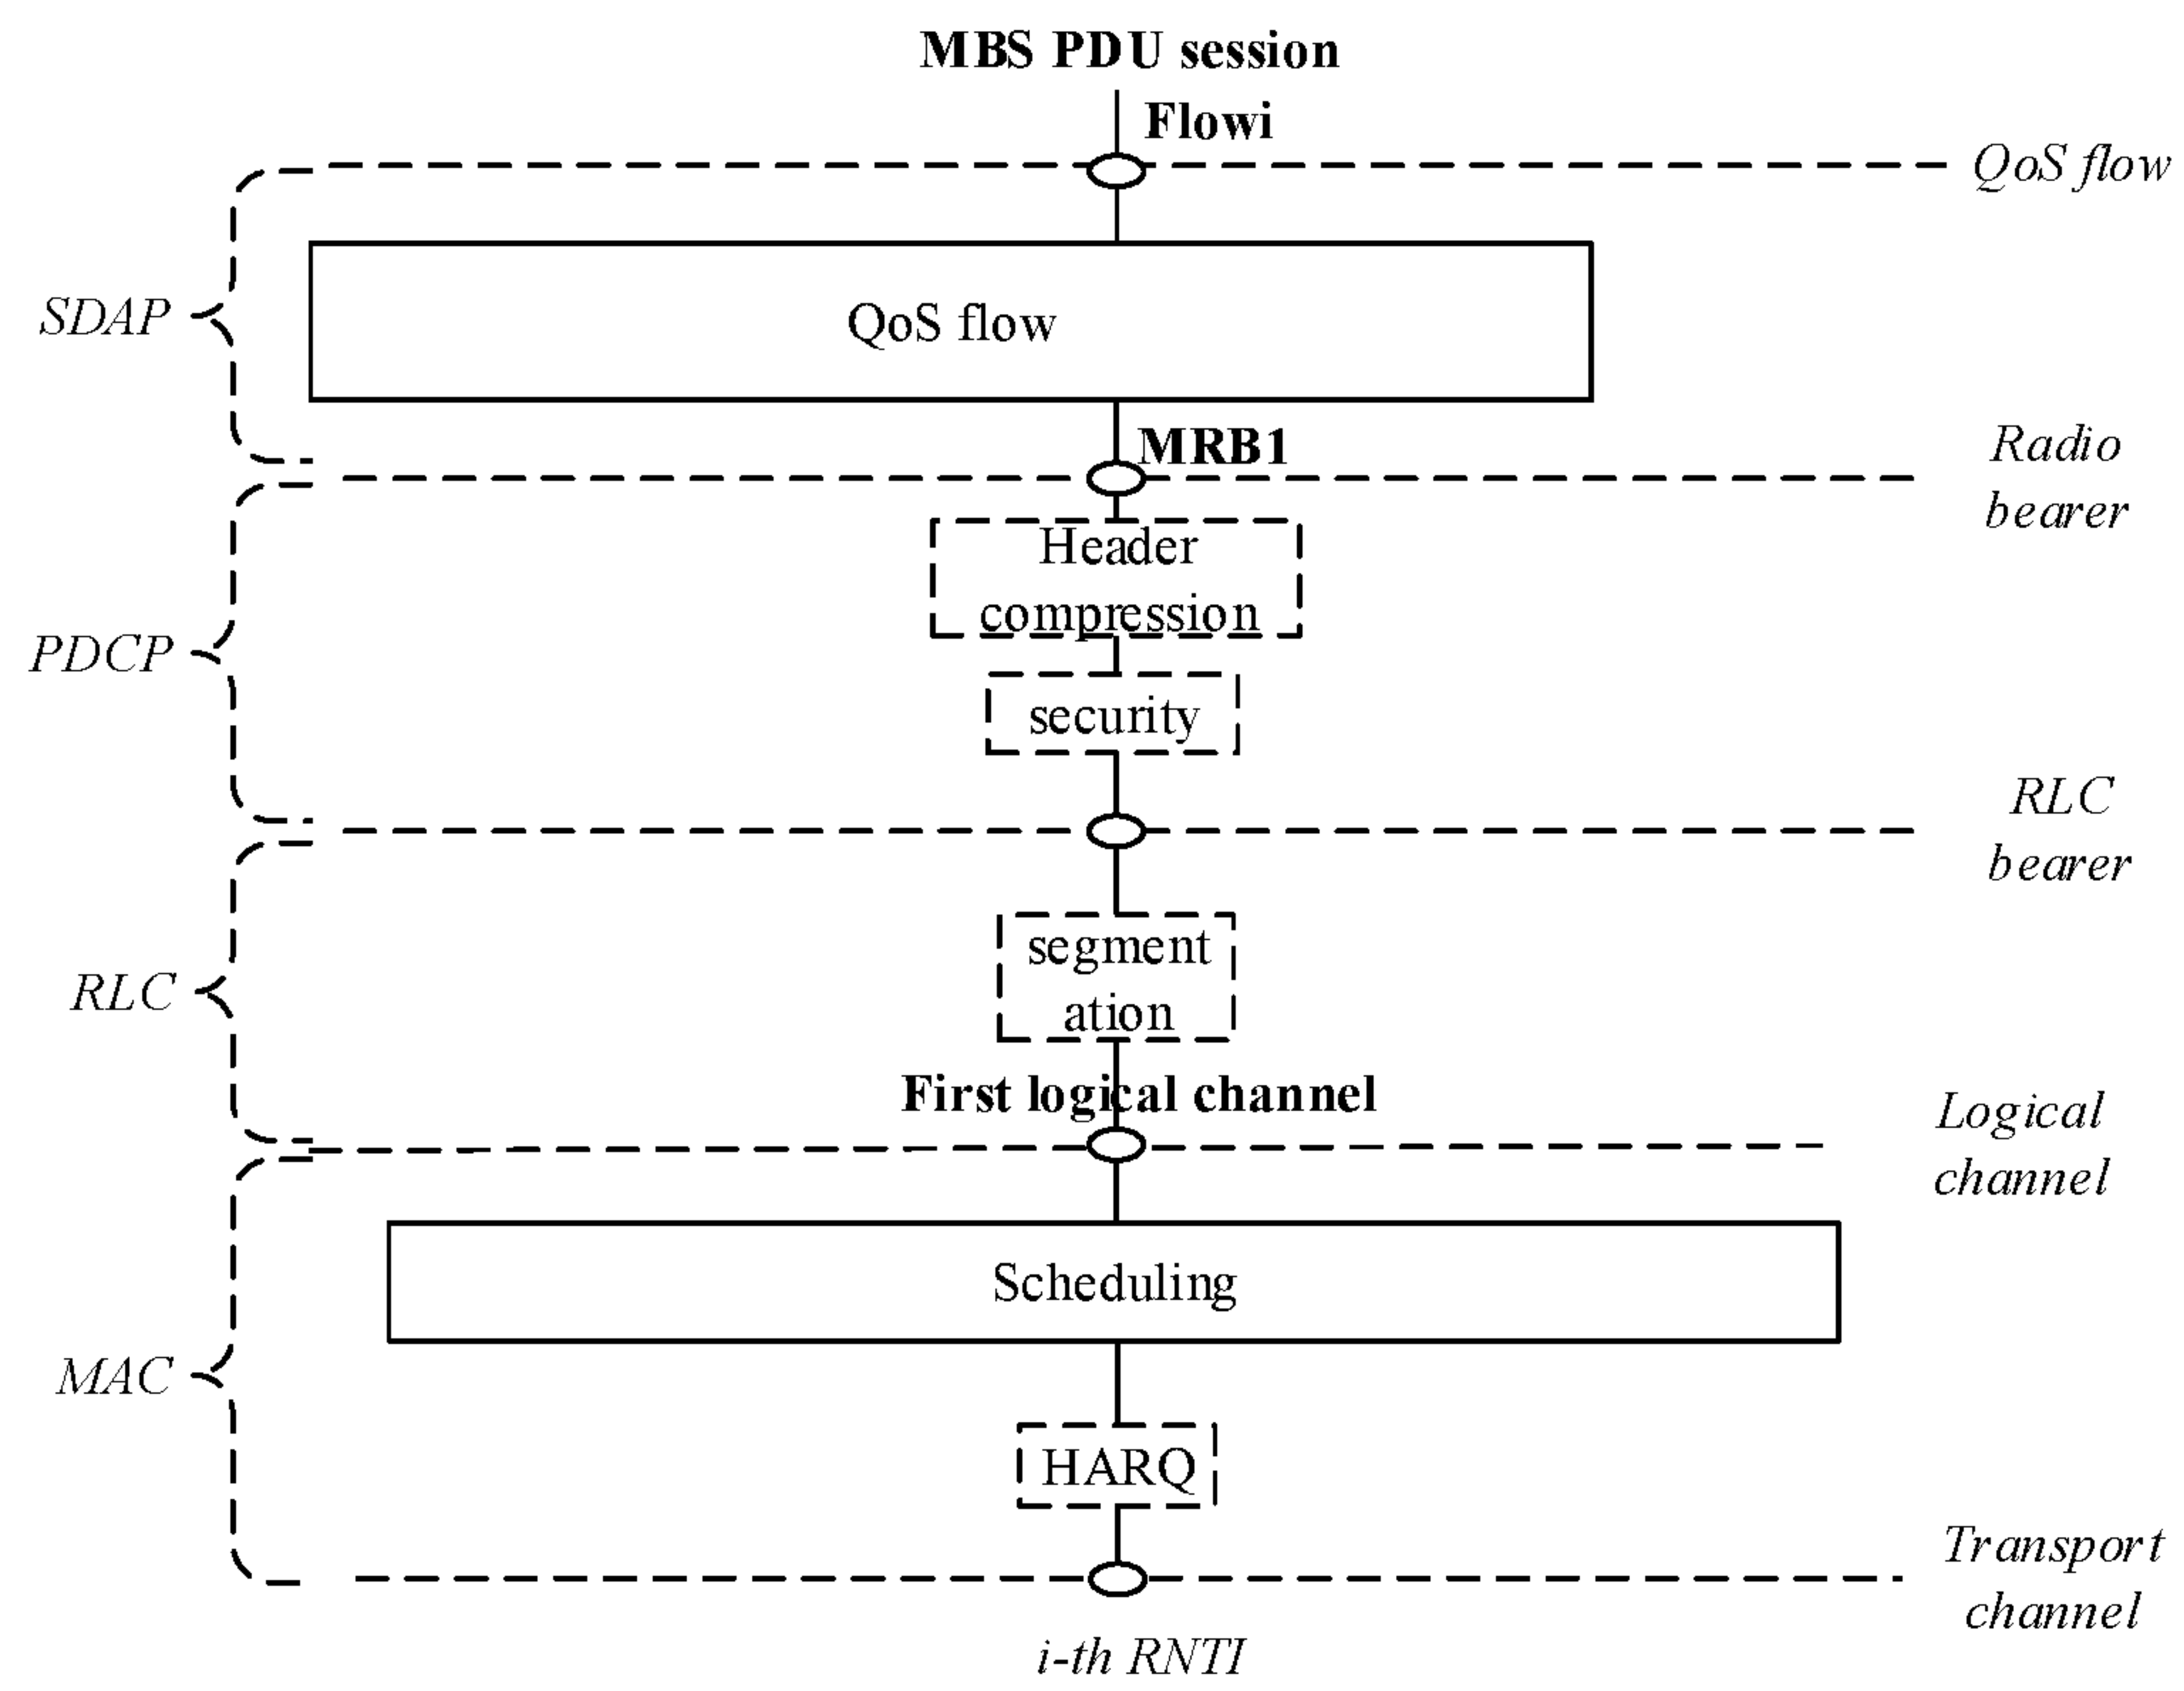 MBS PDU session
Flowi
QoS flow
SDAP
QoS flow
MRB1
Radio
bearer
Header
compression
PDCP
security
RLC
bearer
segment
ation
RLC
First logical channel
Logical
channel
Scheduling
MAC
HARQ
Transport
channel
i-th RNTI